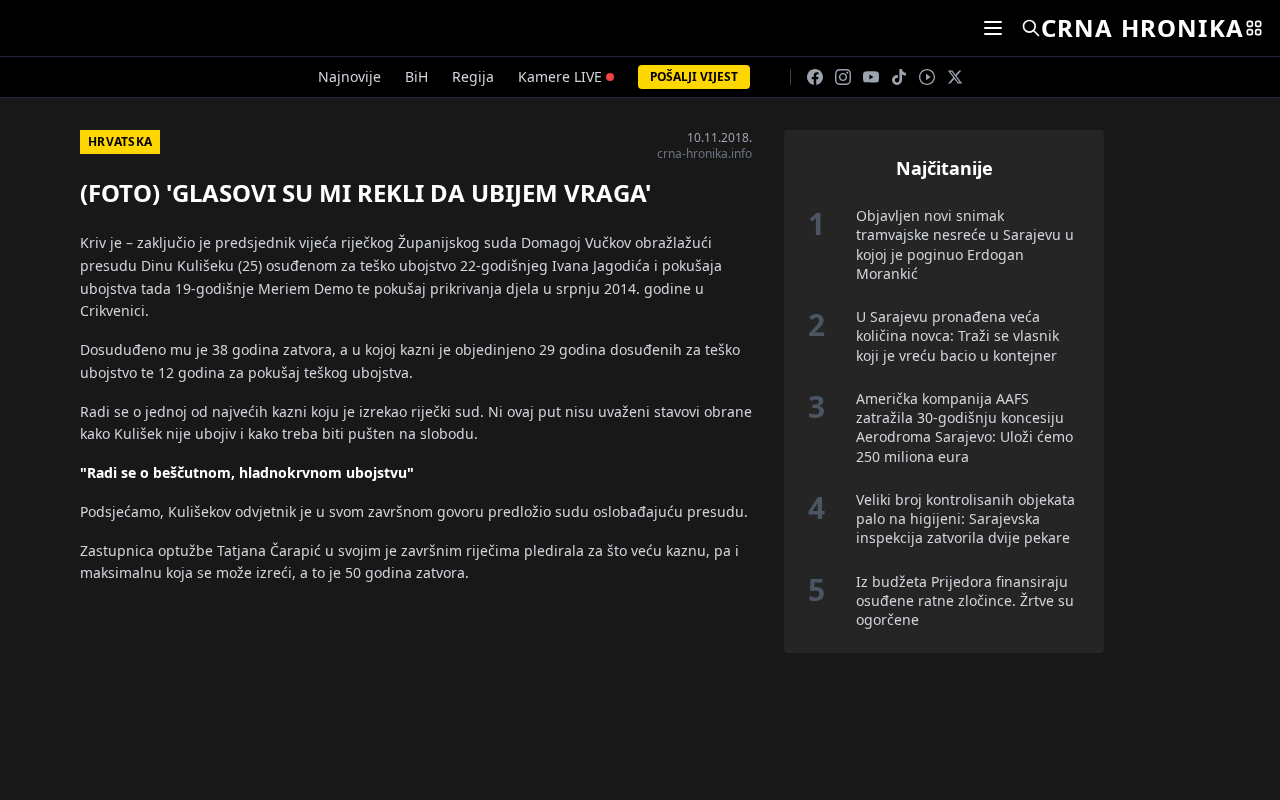 CRNA HRONIKA
Najnovije
BiH
Regija
Kamere LIVE
POŠALJI VIJEST
HRVATSKA
10.11.2018.
crna-hronika.info
(FOTO) 'GLASOVI SU MI REKLI DA UBIJEM VRAGA'
Kriv je – zaključio je predsjednik vijeća riječkog Županijskog suda Domagoj Vučkov obražlažući
presudu Dinu Kulišeku (25) osuđenom za teško ubojstvo 22-godišnjeg Ivana Jagodića i pokušaja
ubojstva tada 19-godišnje Meriem Demo te pokušaj prikrivanja djela u srpnju 2014. godine u
Crikvenici.
Dosuduđeno mu je 38 godina zatvora, a u kojoj kazni je objedinjeno 29 godina dosuđenih za teško
ubojstvo te 12 godina za pokušaj teškog ubojstva.
Radi se o jednoj od najvećih kazni koju je izrekao riječki sud. Ni ovaj put nisu uvaženi stavovi obrane
kako Kulišek nije ubojiv i kako treba biti pušten na slobodu.
"Radi se o beščutnom, hladnokrvnom ubojstvu"
Podsjećamo, Kulišekov odvjetnik je u svom završnom govoru predložio sudu oslobađajuću presudu.
Zastupnica optužbe Tatjana Čarapić u svojim je završnim riječima pledirala za što veću kaznu, pa i
maksimalnu koja se može izreći, a to je 50 godina zatvora.
Najčitanije
1
Objavljen novi snimak
tramvajske nesreće u Sarajevu u
kojoj je poginuo Erdogan
Morankić
2
U Sarajevu pronađena veća
količina novca: Traži se vlasnik
koji je vreću bacio u kontejner
3
Američka kompanija AAFS
zatražila 30-godišnju koncesiju
Aerodroma Sarajevo: Uloži ćemo
250 miliona eura
4
Veliki broj kontrolisanih objekata
palo na higijeni: Sarajevska
inspekcija zatvorila dvije pekare
5
Iz budžeta Prijedora finansiraju
osuđene ratne zločince. Žrtve su
ogorčene